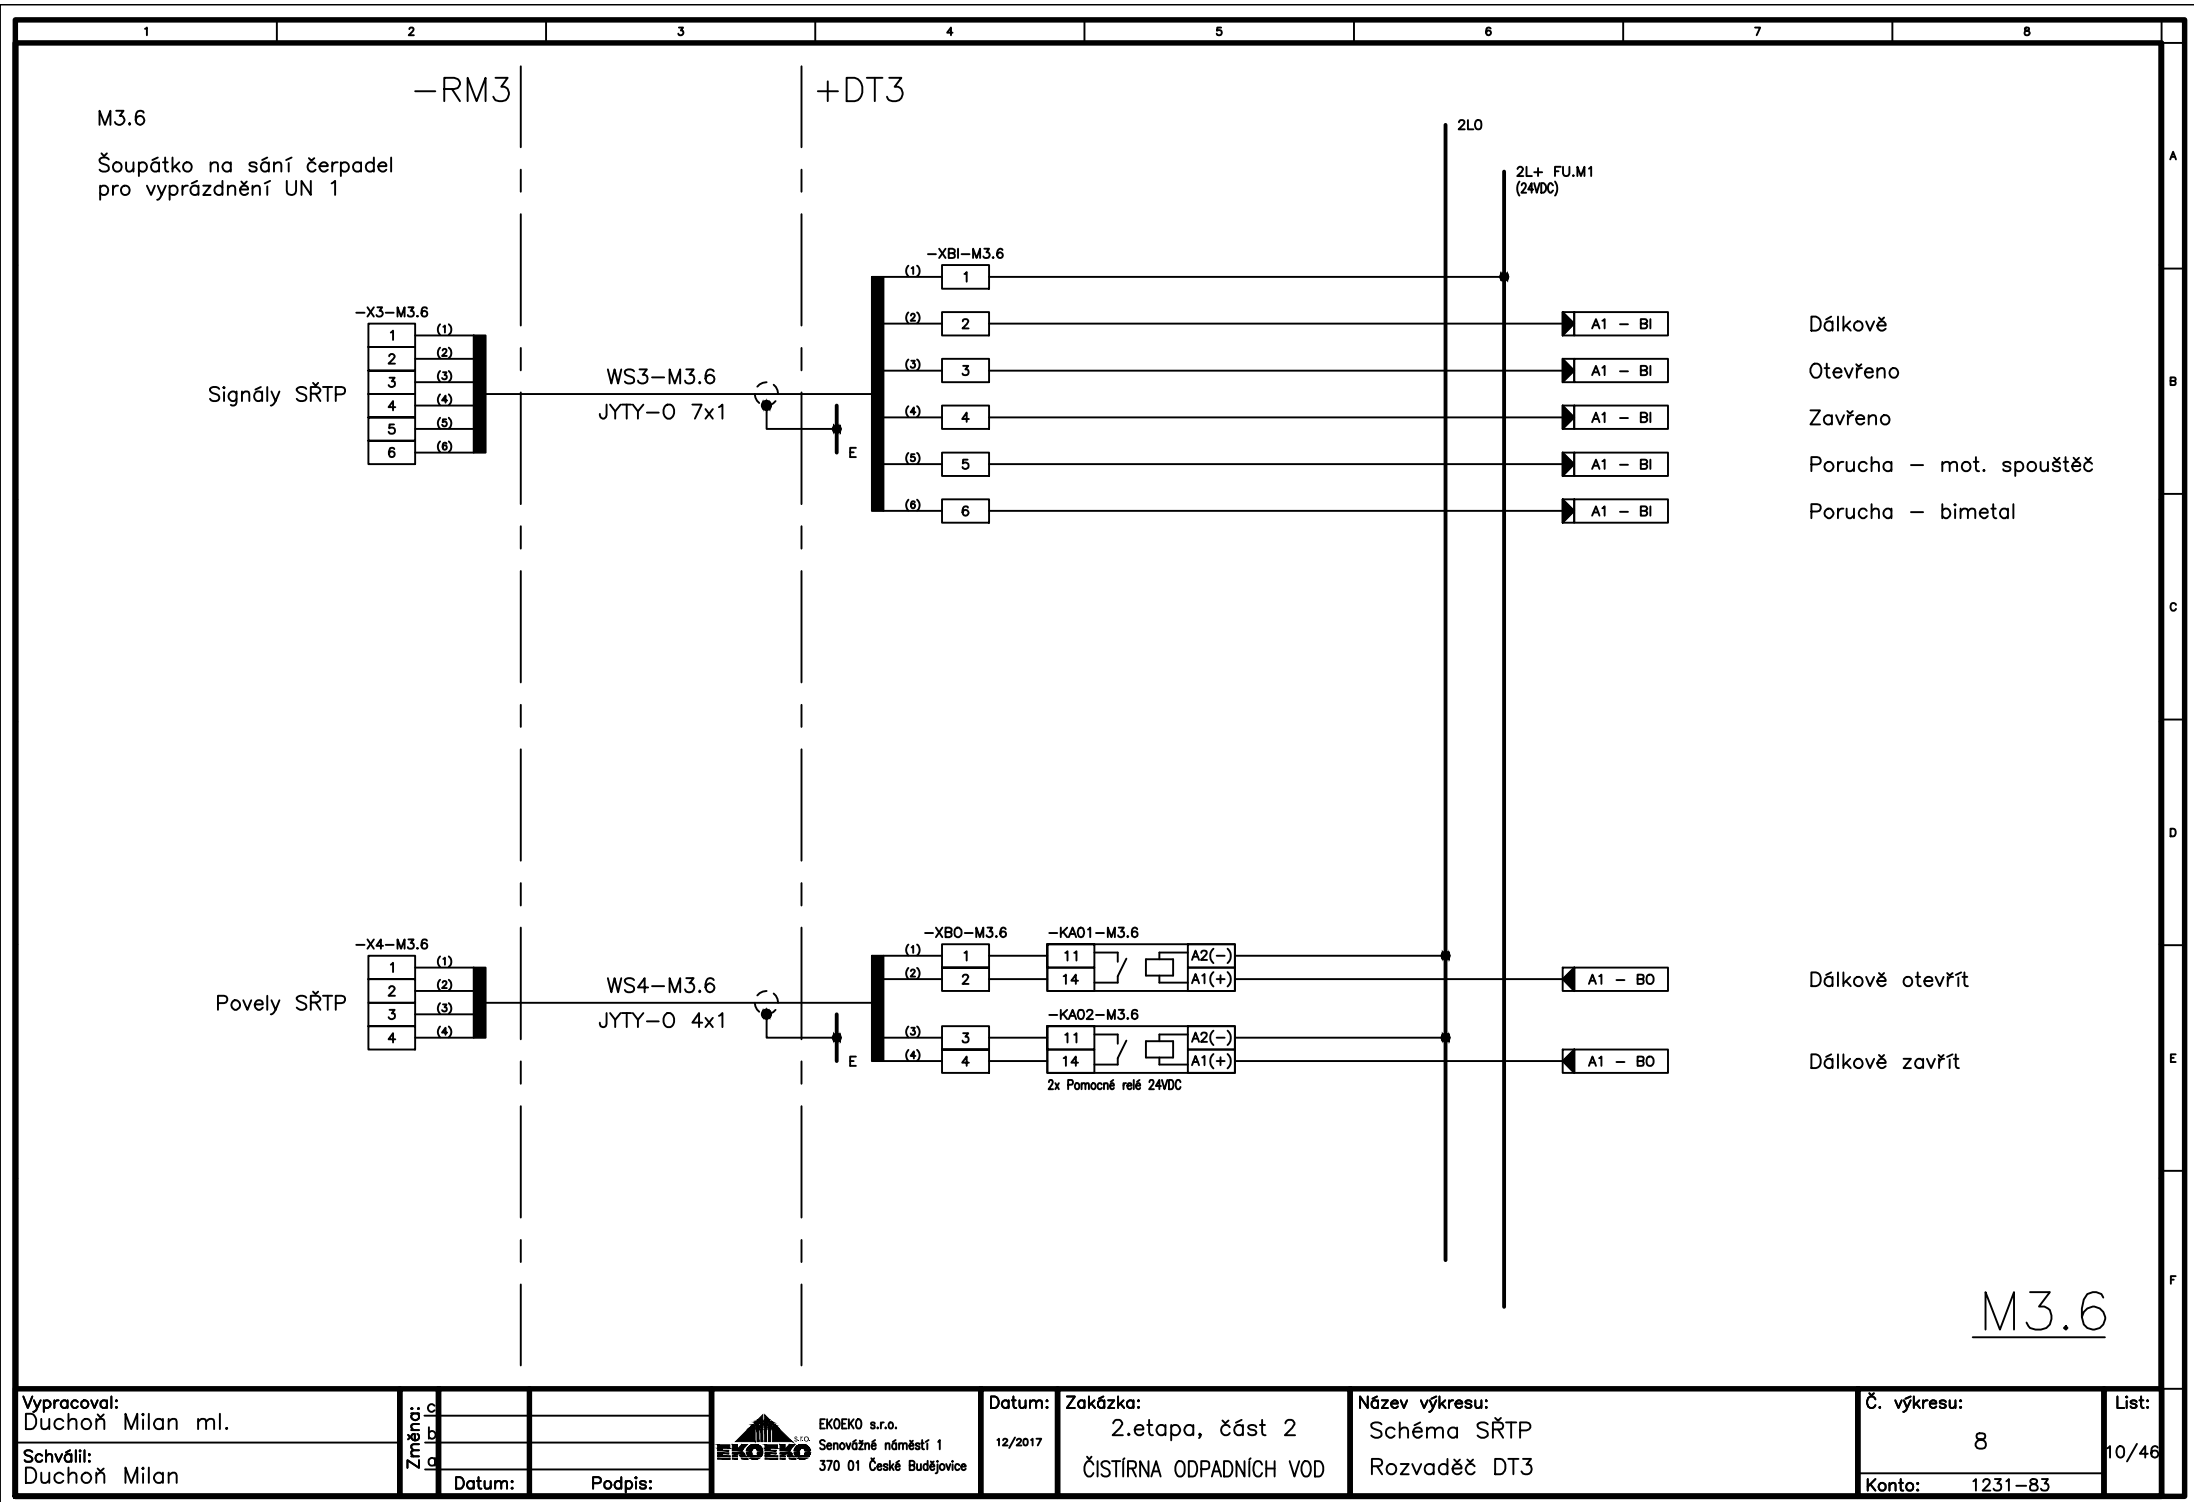 1 2 3 4 5 6 7 8
-RM3
+DT3
M3.6
Šoupátko na sání čerpadel
pro vyprázdnění UN 1
2L0
2L+ FU.M1
(24VDC)
A
B
C
D
E
F
-X3-M3.6
1 (1)
2 (2)
3 (3)
4 (4)
5 (5)
6 (6)
Signály SŘTP
WS3-M3.6
JYTY-O 7x1
E
-XBI-M3.6
(1) 1
(2) 2 A1 - BI Dálkově
(3) 3 A1 - BI Otevřeno
(4) 4 A1 - BI Zavřeno
(5) 5 A1 - BI Porucha - mot. spouštěč
(6) 6 A1 - BI Porucha - bimetal
-X4-M3.6
1 (1)
2 (2)
3 (3)
4 (4)
Povely SŘTP
WS4-M3.6
JYTY-O 4x1
E
-XBO-M3.6 -KA01-M3.6
(1) 1 11 A2(-)
(2) 2 14 A1(+) A1 - BO Dálkově otevřít
-KA02-M3.6
(3) 3 11 A2(-)
(4) 4 14 A1(+) A1 - BO Dálkově zavřít
2x Pomocné relé 24VDC
M3.6
Vypracoval:
Duchoň Milan ml.
Schválil:
Duchoň Milan
Změna:
c
b
a
Datum: Podpis:
EKOEKO s.r.o.
EKOEKO s.r.o.
Senovážné náměstí 1
370 01 České Budějovice
Datum:
12/2017
Zakázka:
2.etapa, část 2
ČISTÍRNA ODPADNÍCH VOD
Název výkresu:
Schéma SŘTP
Rozvaděč DT3
Č. výkresu:
8
Konto: 1231-83
List:
10/46